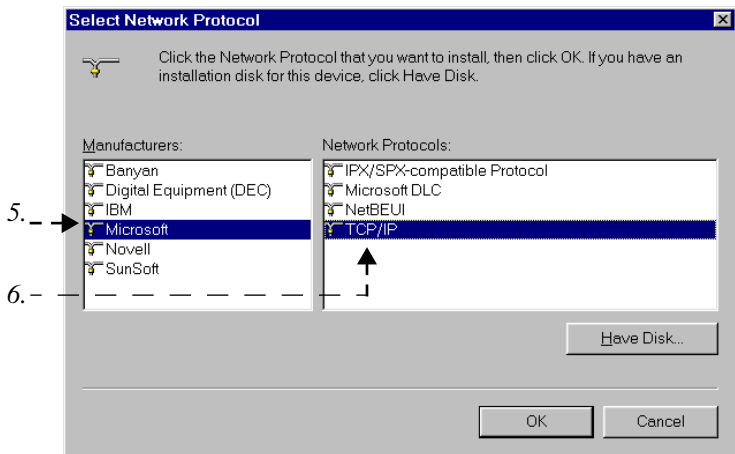 Select Network Protocol
Click the Network Protocol that you want to install, then click OK. If you have an
installation disk for this device, click Have Disk.
Manufacturers:
Banyan
Digital Equipment (DEC)
IBM
Microsoft
Novell
SunSoft
Network Protocols:
IPX/SPX-compatible Protocol
Microsoft DLC
NetBEUI
TCP/IP
5.
6.
Have Disk...
OK
Cancel